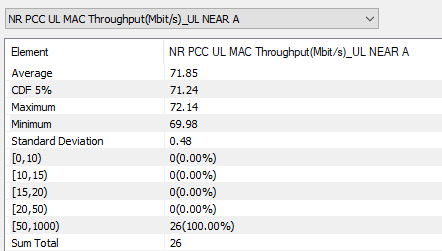 NR PCC UL MAC Throughput(Mbit/s)_UL NEAR A
Element NR PCC UL MAC Throughput(Mbit/s)_UL NEAR A
Average 71.85
CDF 5% 71.24
Maximum 72.14
Minimum 69.98
Standard Deviation 0.48
[0,10) 0(0.00%)
[10,15) 0(0.00%)
[15,20) 0(0.00%)
[20,50) 0(0.00%)
[50,1000) 26(100.00%)
Sum Total 26